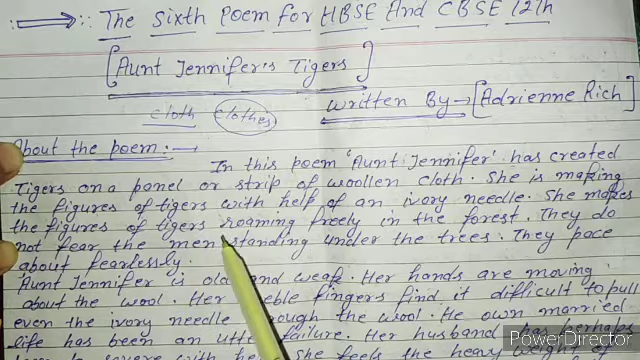 :: The Sixth Poem For HBSE And CBSE 12th
[Aunt Jennifer's Tigers]
cloth clothes
written By → [Adrienne Rich]
About the poem:- →
In this poem 'Aunt Jennifer' has created
Tigers on a panel or strip of woollen cloth. She is making
the figures of tigers with help of an ivory needle. She makes
the figures of tigers roaming freely in the forest. They do
not fear the men standing under the trees. They pace
about fearlessly.
Aunt Jennifer is old and weak. Her hands are moving
about the wool. Her feeble fingers find it difficult to pull
even the ivory needle through the wool. He own married
life has been an utter failure. Her husband has perhaps
she feels the heavy weight of
PowerDirector